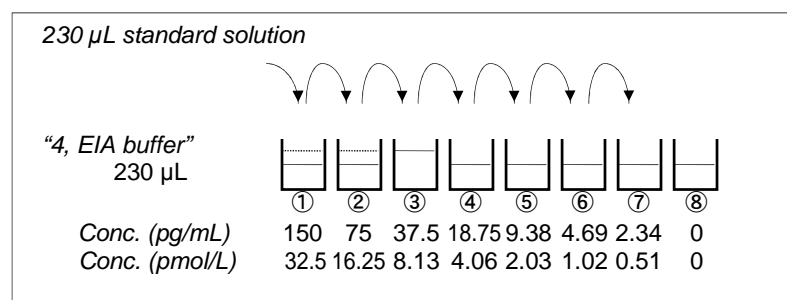 230 µL standard solution
“4, EIA buffer”
230 µL
① ② ③ ④ ⑤ ⑥ ⑦ ⑧
Conc. (pg/mL) 150 75 37.5 18.75 9.38 4.69 2.34 0
Conc. (pmol/L) 32.5 16.25 8.13 4.06 2.03 1.02 0.51 0